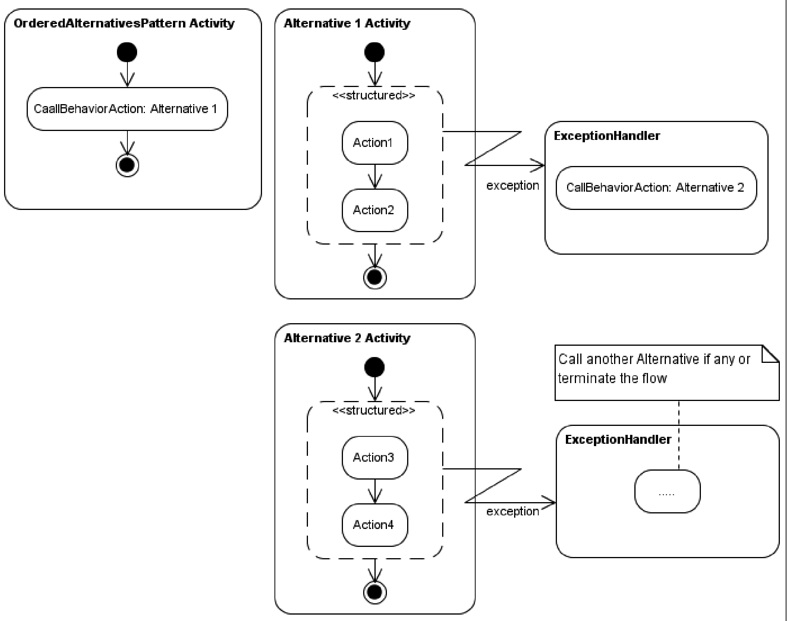 OrderedAlternativesPattern Activity
CaallBehaviorAction: Alternative 1
Alternative 1 Activity
<<structured>>
Action1
Action2
exception
ExceptionHandler
CallBehaviorAction: Alternative 2
Alternative 2 Activity
<<structured>>
Action3
Action4
exception
Call another Alternative if any or
terminate the flow
ExceptionHandler
.....